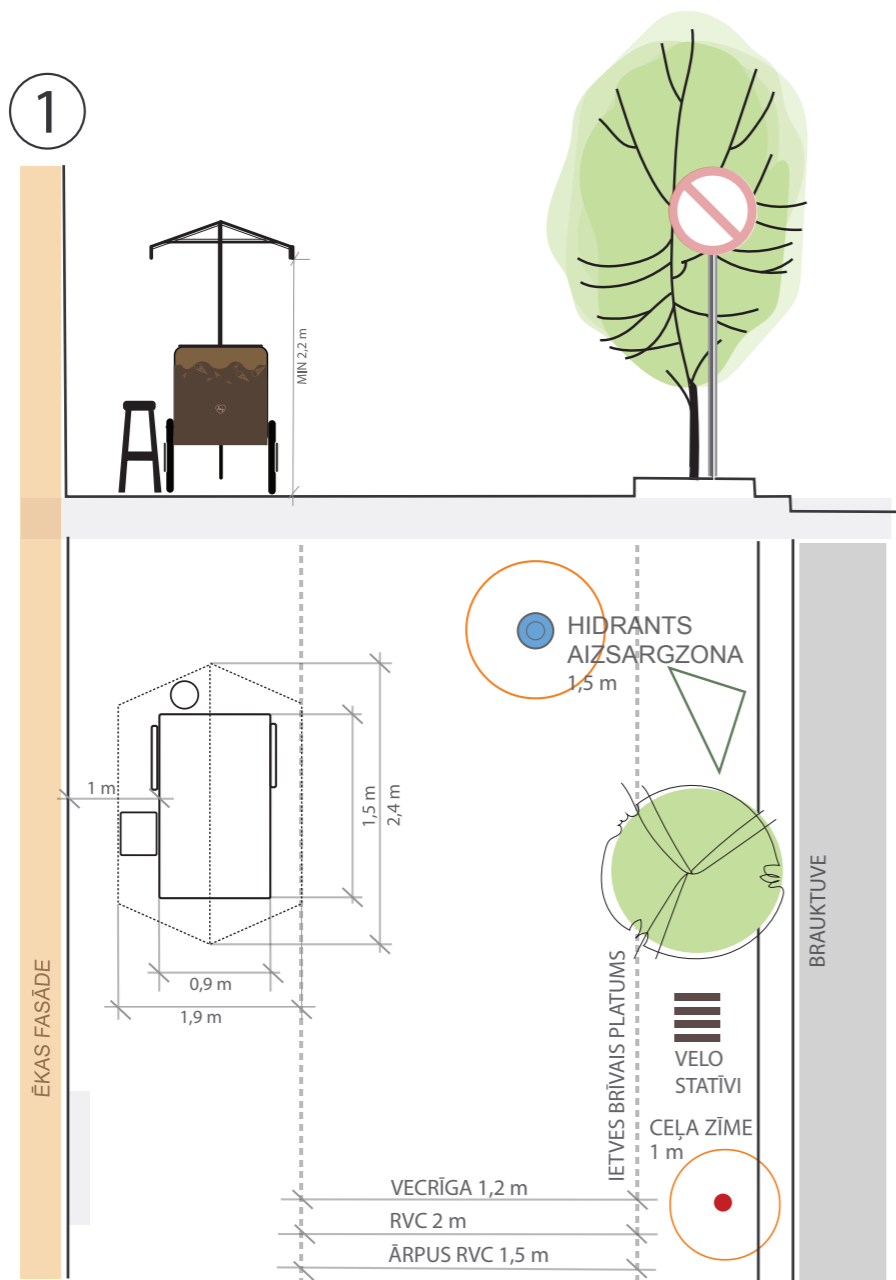 1
MIN 2,2 m
HIDRANTS
AIZSARGZONA
1,5 m
1 m
1,5 m
2,4 m
0,9 m
1,9 m
ĒKAS FASĀDE
IETVES BRĪVAIS PLATUMS
BRAUKTUVE
VELO
STATĪVI
CEĻA ZĪME
1 m
VECRĪGA 1,2 m
RVC 2 m
ĀRPUS RVC 1,5 m